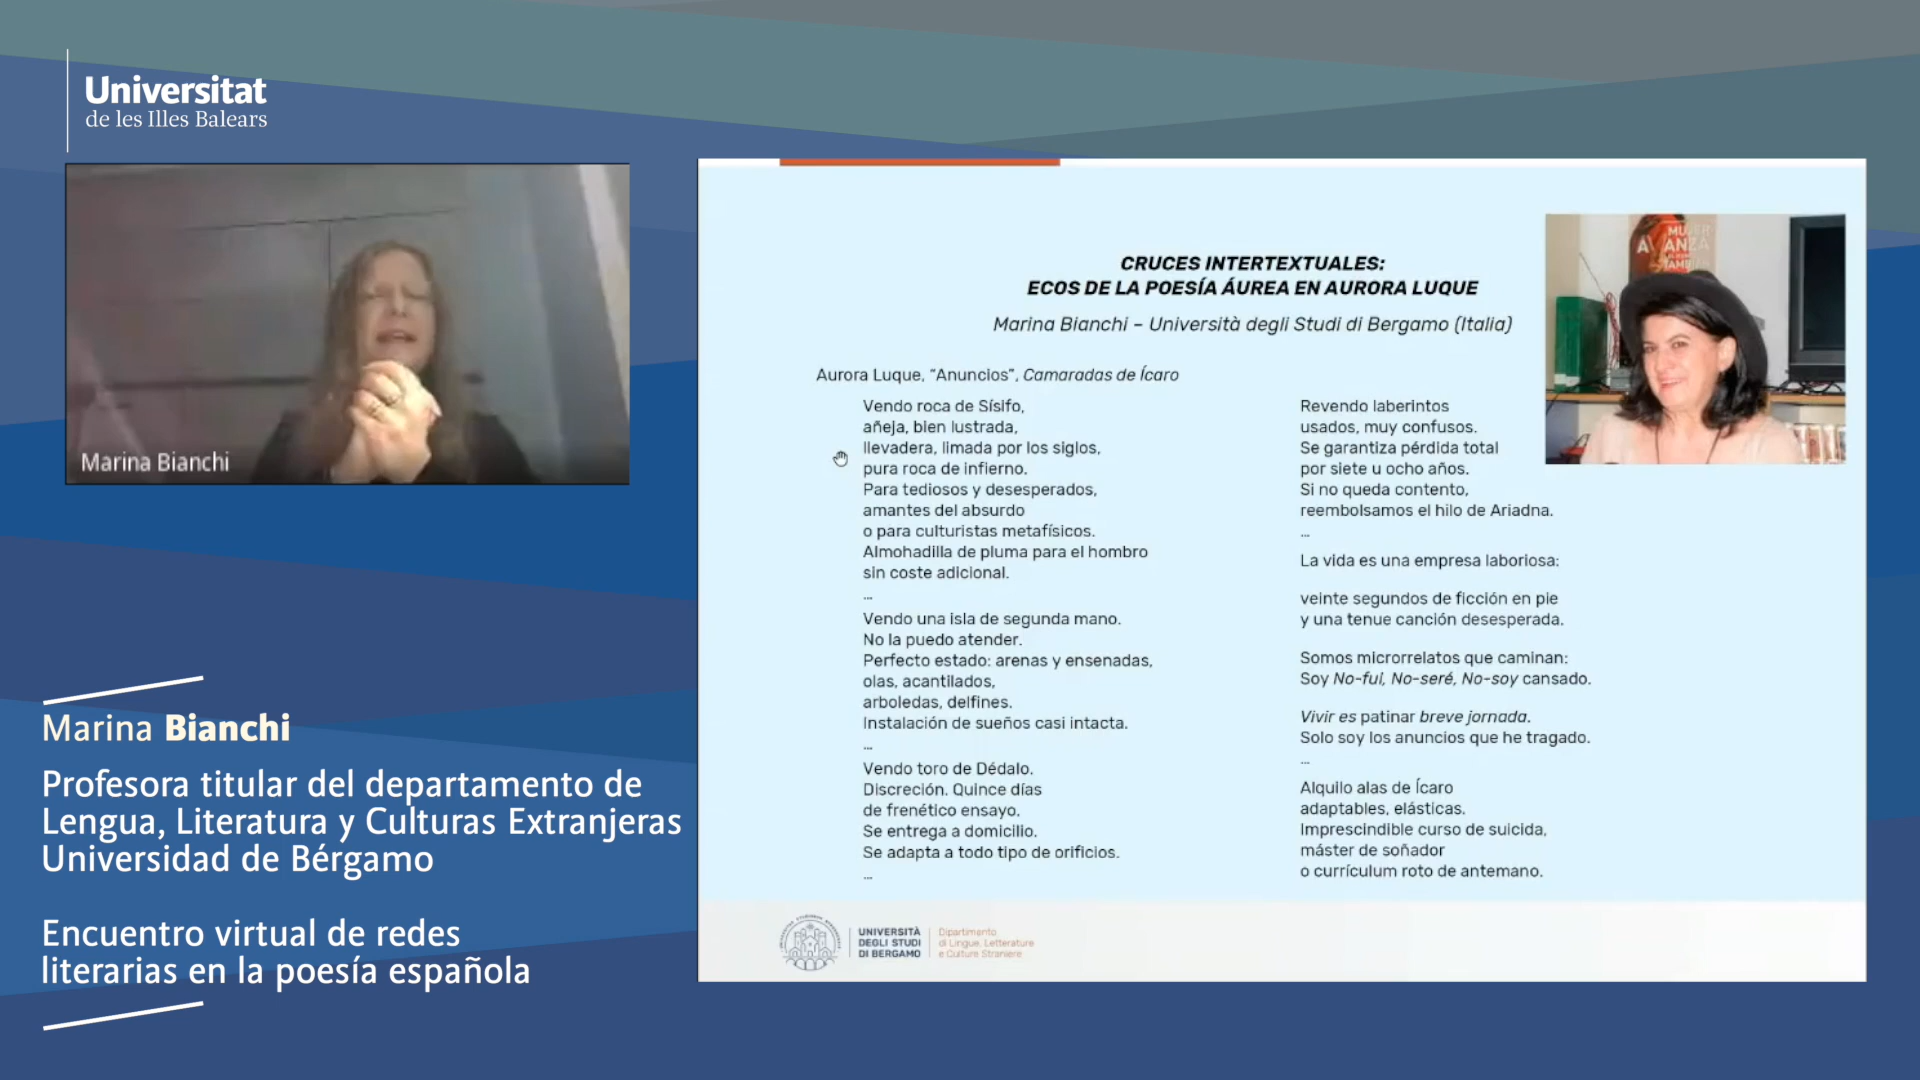 Universitat
de les Illes Balears
Marina Bianchi
Marina Bianchi
Profesora titular del departamento de
Lengua, Literatura y Culturas Extranjeras
Universidad de Bérgamo
Encuentro virtual de redes
literarias en la poesía española
CRUCES INTERTEXTUALES:
ECOS DE LA POESÍA ÁUREA EN AURORA LUQUE
Marina Bianchi – Università degli Studi di Bergamo (Italia)
Aurora Luque, “Anuncios”, Camaradas de Ícaro
Vendo roca de Sísifo,
añeja, bien lustrada,
llevadera, limada por los siglos,
pura roca de infierno.
Para tediosos y desesperados,
amantes del absurdo
o para culturistas metafísicos.
Almohadilla de pluma para el hombro
sin coste adicional.
...
Vendo una isla de segunda mano.
No la puedo atender.
Perfecto estado: arenas y ensenadas,
olas, acantilados,
arboledas, delfines.
Instalación de sueños casi intacta.
...
Vendo toro de Dédalo.
Discreción. Quince días
de frenético ensayo.
Se entrega a domicilio.
Se adapta a todo tipo de orificios.
...
Revendo laberintos
usados, muy confusos.
Se garantiza pérdida total
por siete u ocho años.
Si no queda contento,
reembolsamos el hilo de Ariadna.
...
La vida es una empresa laboriosa:
veinte segundos de ficción en pie
y una tenue canción desesperada.
Somos microrrelatos que caminan:
Soy No-fui, No-seré, No-soy cansado.
Vivir es patinar breve jornada.
Solo soy los anuncios que he tragado.
...
Alquilo alas de Ícaro
adaptables, elásticas.
Imprescindible curso de suicida,
máster de soñador
o currículum roto de antemano.
MUJER
AVANZA
UNIVERSITÀ
DEGLI STUDI
DI BERGAMO
Dipartimento
di Lingue, Letterature
e Culture Straniere